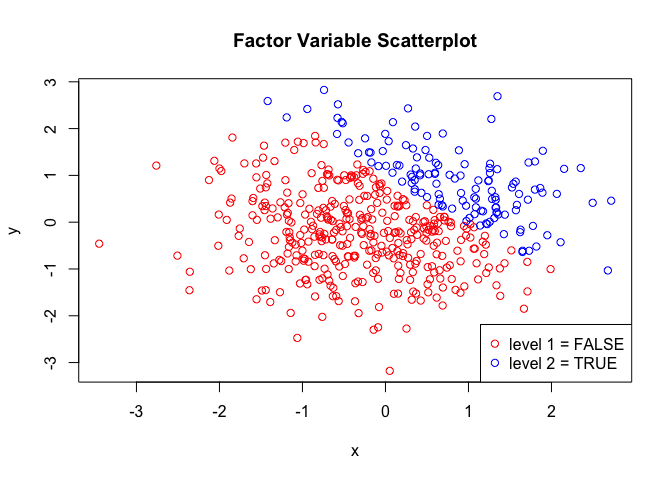 Factor Variable Scatterplot
3
2
1
0
-1
-2
-3
y
level 1 = FALSE
level 2 = TRUE
-3
-2
-1
0
1
2
x